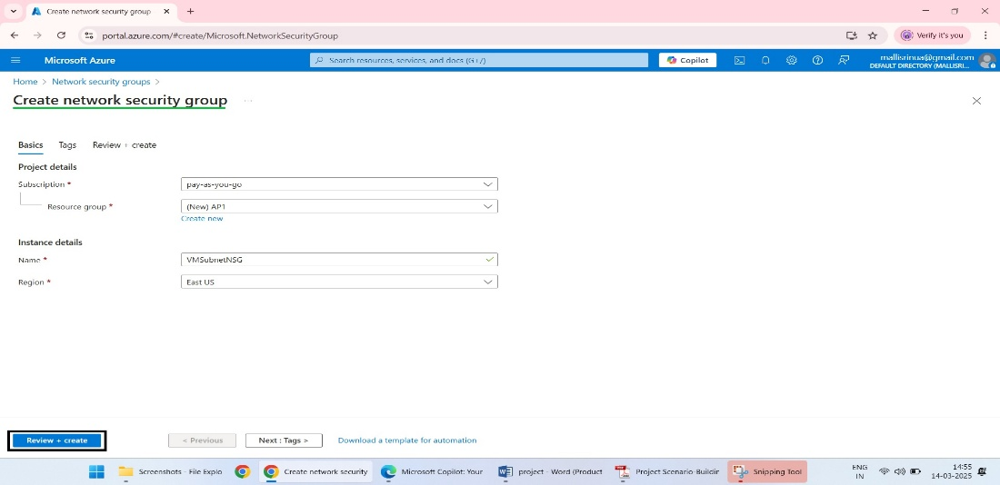 Create network security group
portal.azure.com/#create/Microsoft.NetworkSecurityGroup
Verify it's you
Microsoft Azure
Search resources, services, and docs (G+/)
Copilot
mallisrinua@gmail.com
DEFAULT DIRECTORY (MALLISRI...
Home > Network security groups >
Create network security group
Basics Tags Review + create
Project details
Subscription *
pay-as-you-go
Resource group *
(New) AP1
Create new
Instance details
Name *
VMSubnetNSG
Region *
East US
Review + create
< Previous
Next : Tags >
Download a template for automation
Screenshots - File Explo
Create network security
Microsoft Copilot: Your
project - Word (Product
Project Scenario-Buildir
Snipping Tool
ENG
IN
14:55
14-03-2025